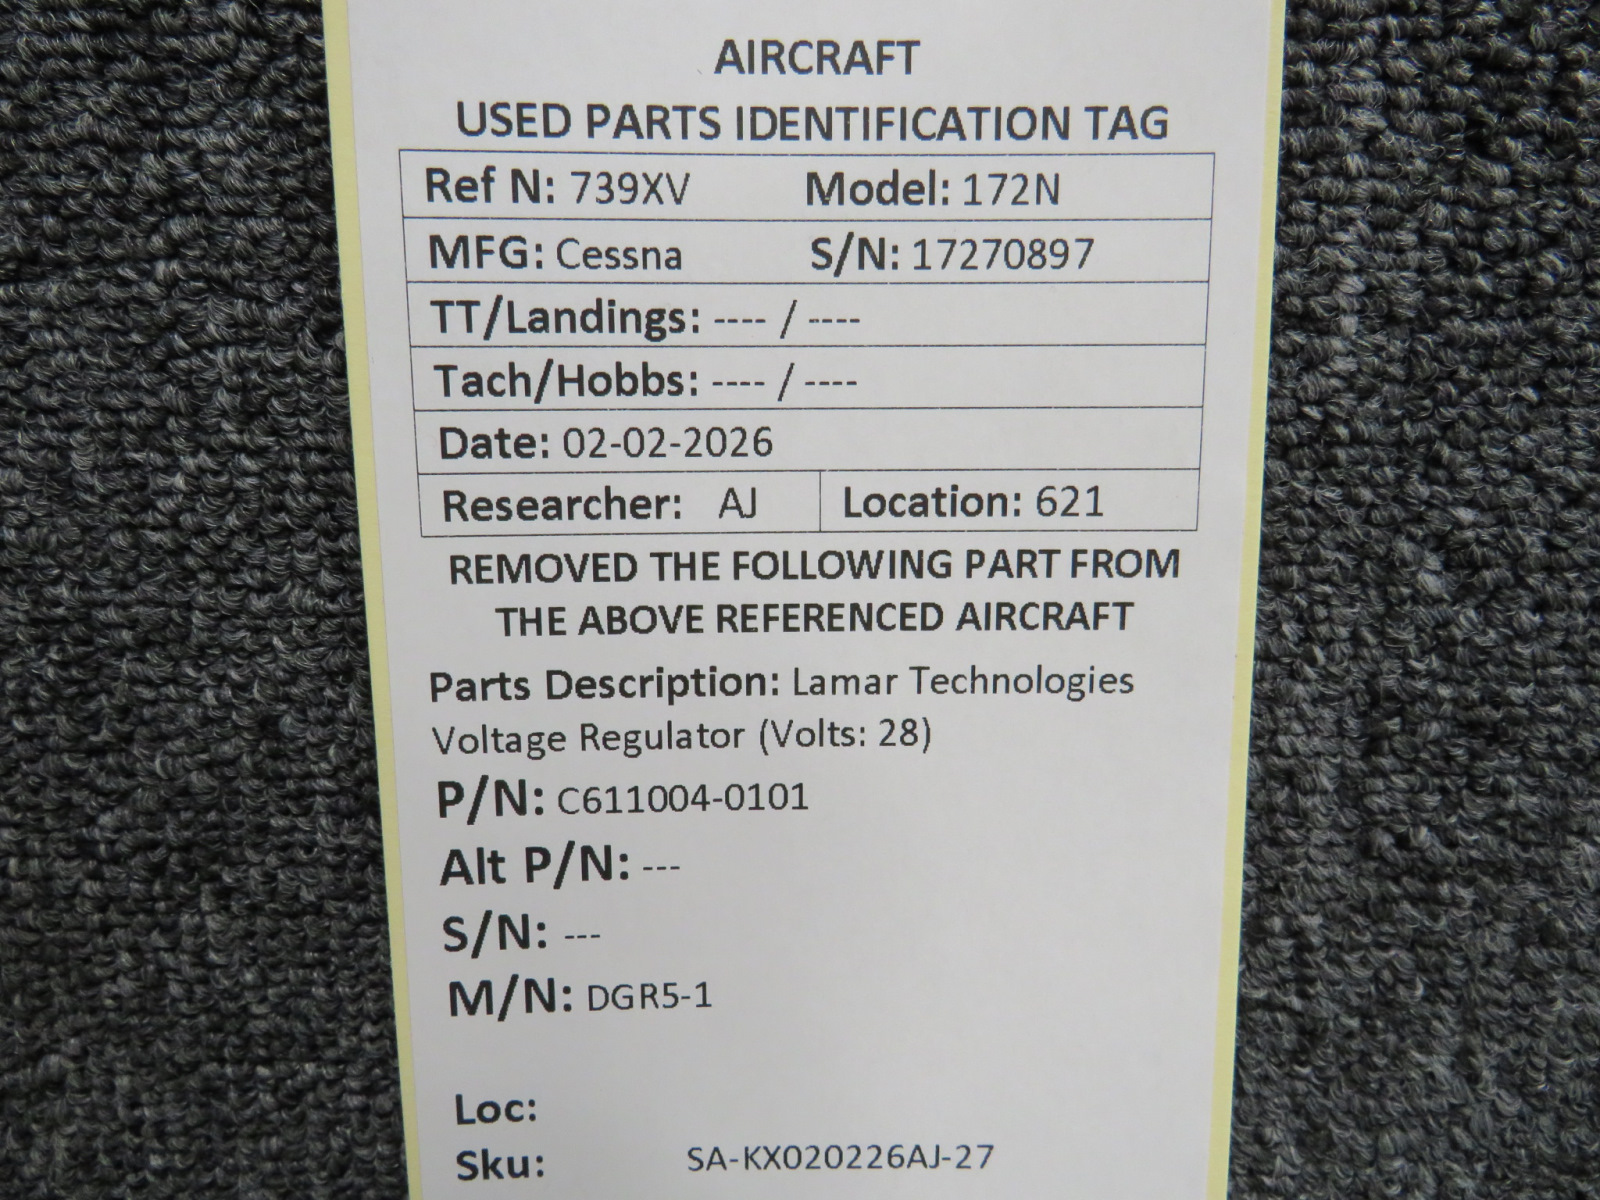 AIRCRAFT
USED PARTS IDENTIFICATION TAG
Ref N: 739XV Model: 172N
MFG: Cessna S/N: 17270897
TT/Landings: ---- / ----
Tach/Hobbs: ---- / ----
Date: 02-02-2026
Researcher: AJ Location: 621
REMOVED THE FOLLOWING PART FROM
THE ABOVE REFERENCED AIRCRAFT
Parts Description: Lamar Technologies
Voltage Regulator (Volts: 28)
P/N: C611004-0101
Alt P/N: ---
S/N: ---
M/N: DGR5-1
Loc:
Sku: SA-KX020226AJ-27